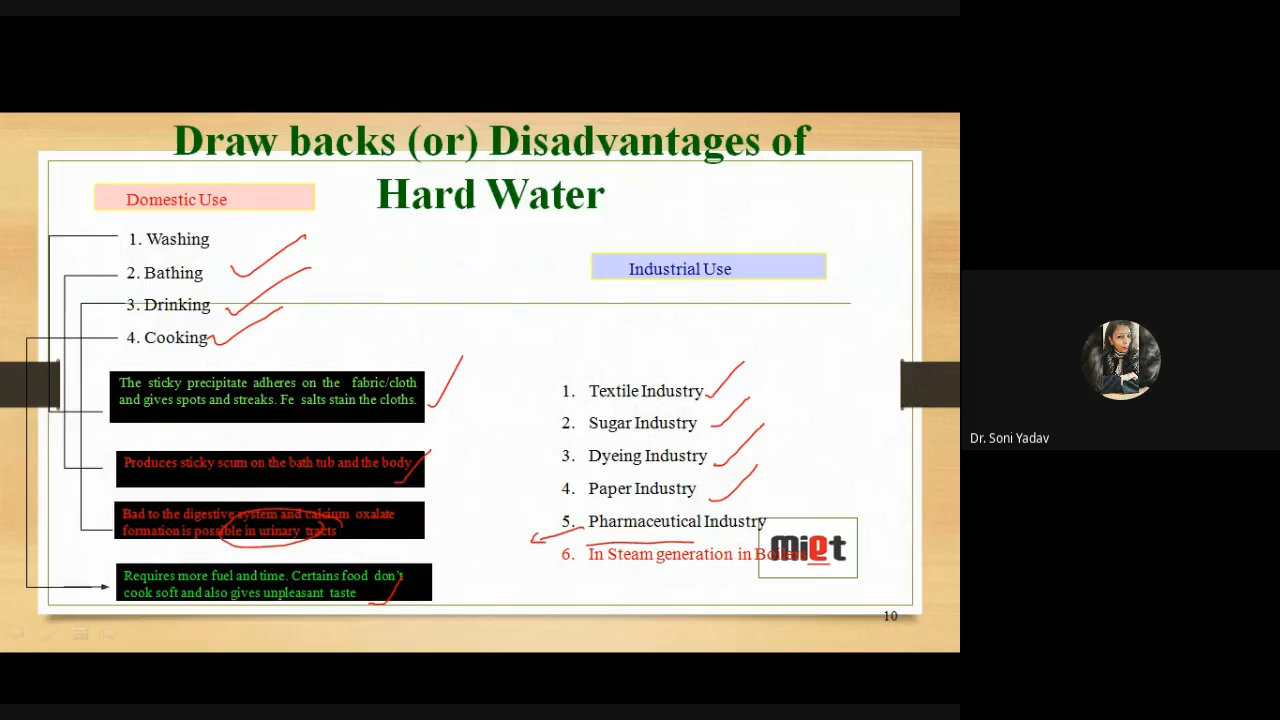 Draw backs (or) Disadvantages of
Hard Water
Domestic Use
1. Washing
2. Bathing
3. Drinking
4. Cooking
The sticky precipitate adheres on the fabric/cloth
and gives spots and streaks. Fe salts stain the cloths.
Produces sticky scum on the bath tub and the body
Bad to the digestive system and calcium oxalate
formation is possible in urinary tracts
Requires more fuel and time. Certains food don't
cook soft and also gives unpleasant taste
Industrial Use
1. Textile Industry
2. Sugar Industry
3. Dyeing Industry
4. Paper Industry
5. Pharmaceutical Industry
6. In Steam generation in Boilers
miet
10
Dr. Soni Yadav